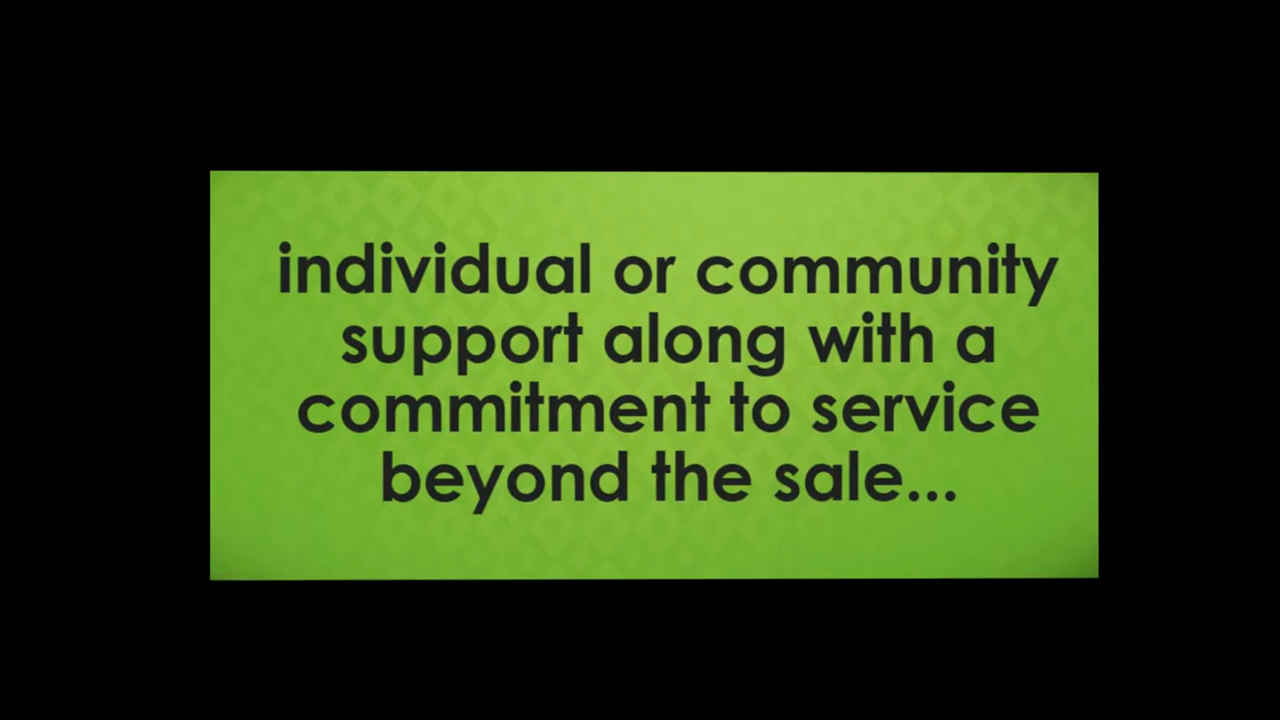 individual or community
support along with a
commitment to service
beyond the sale...